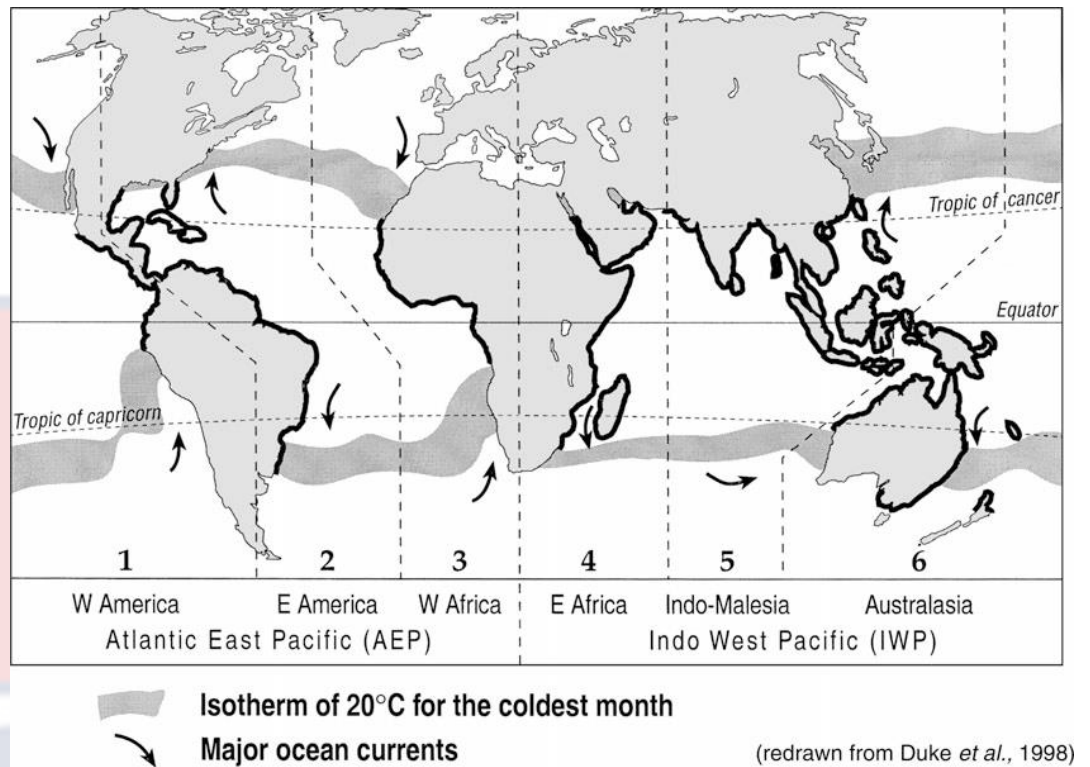 Tropic of cancer
Equator
Tropic of capricorn
1 2 3 4 5 6
W America E America W Africa E Africa Indo-Malesia Australasia
Atlantic East Pacific (AEP) Indo West Pacific (IWP)
Isotherm of 20°C for the coldest month
Major ocean currents
(redrawn from Duke et al., 1998)